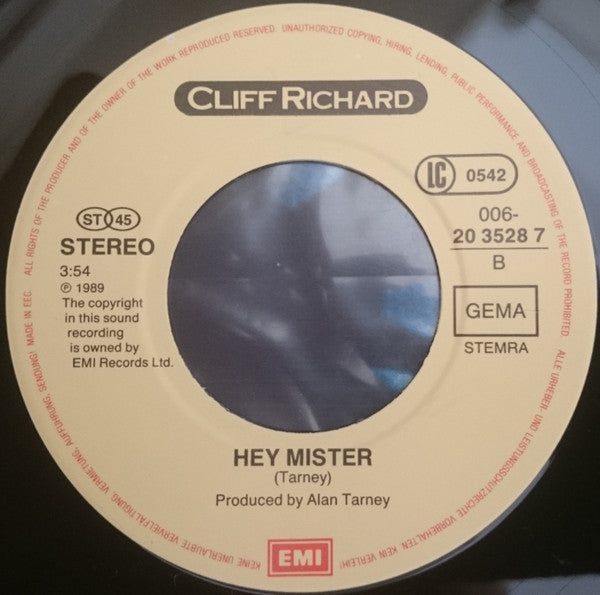 ALL RIGHTS OF THE PRODUCER AND OF THE OWNER OF THE WORK REPRODUCED RESERVED. UNAUTHORIZED COPYING, HIRING, LENDING, PUBLIC PERFORMANCE AND BROADCASTING OF THE RECORD PROHIBITED.
ALLE URHEBER- UND LEISTUNGSSCHUTZRECHTE VORBEHALTEN KEIN VERLEIH! KEINE UNERLAUBTE VERVIELFÄLTIGUNG, VERMIETUNG, AUFFÜHRUNG, SENDUNG! MADE IN EEC.
CLIFF RICHARD
LC 0542
006-
20 3528 7
B
GEMA
STEMRA
ST 45
STEREO
3:54
℗ 1989
The copyright
in this sound
recording
is owned by
EMI Records Ltd.
HEY MISTER
(Tarney)
Produced by Alan Tarney
EMI